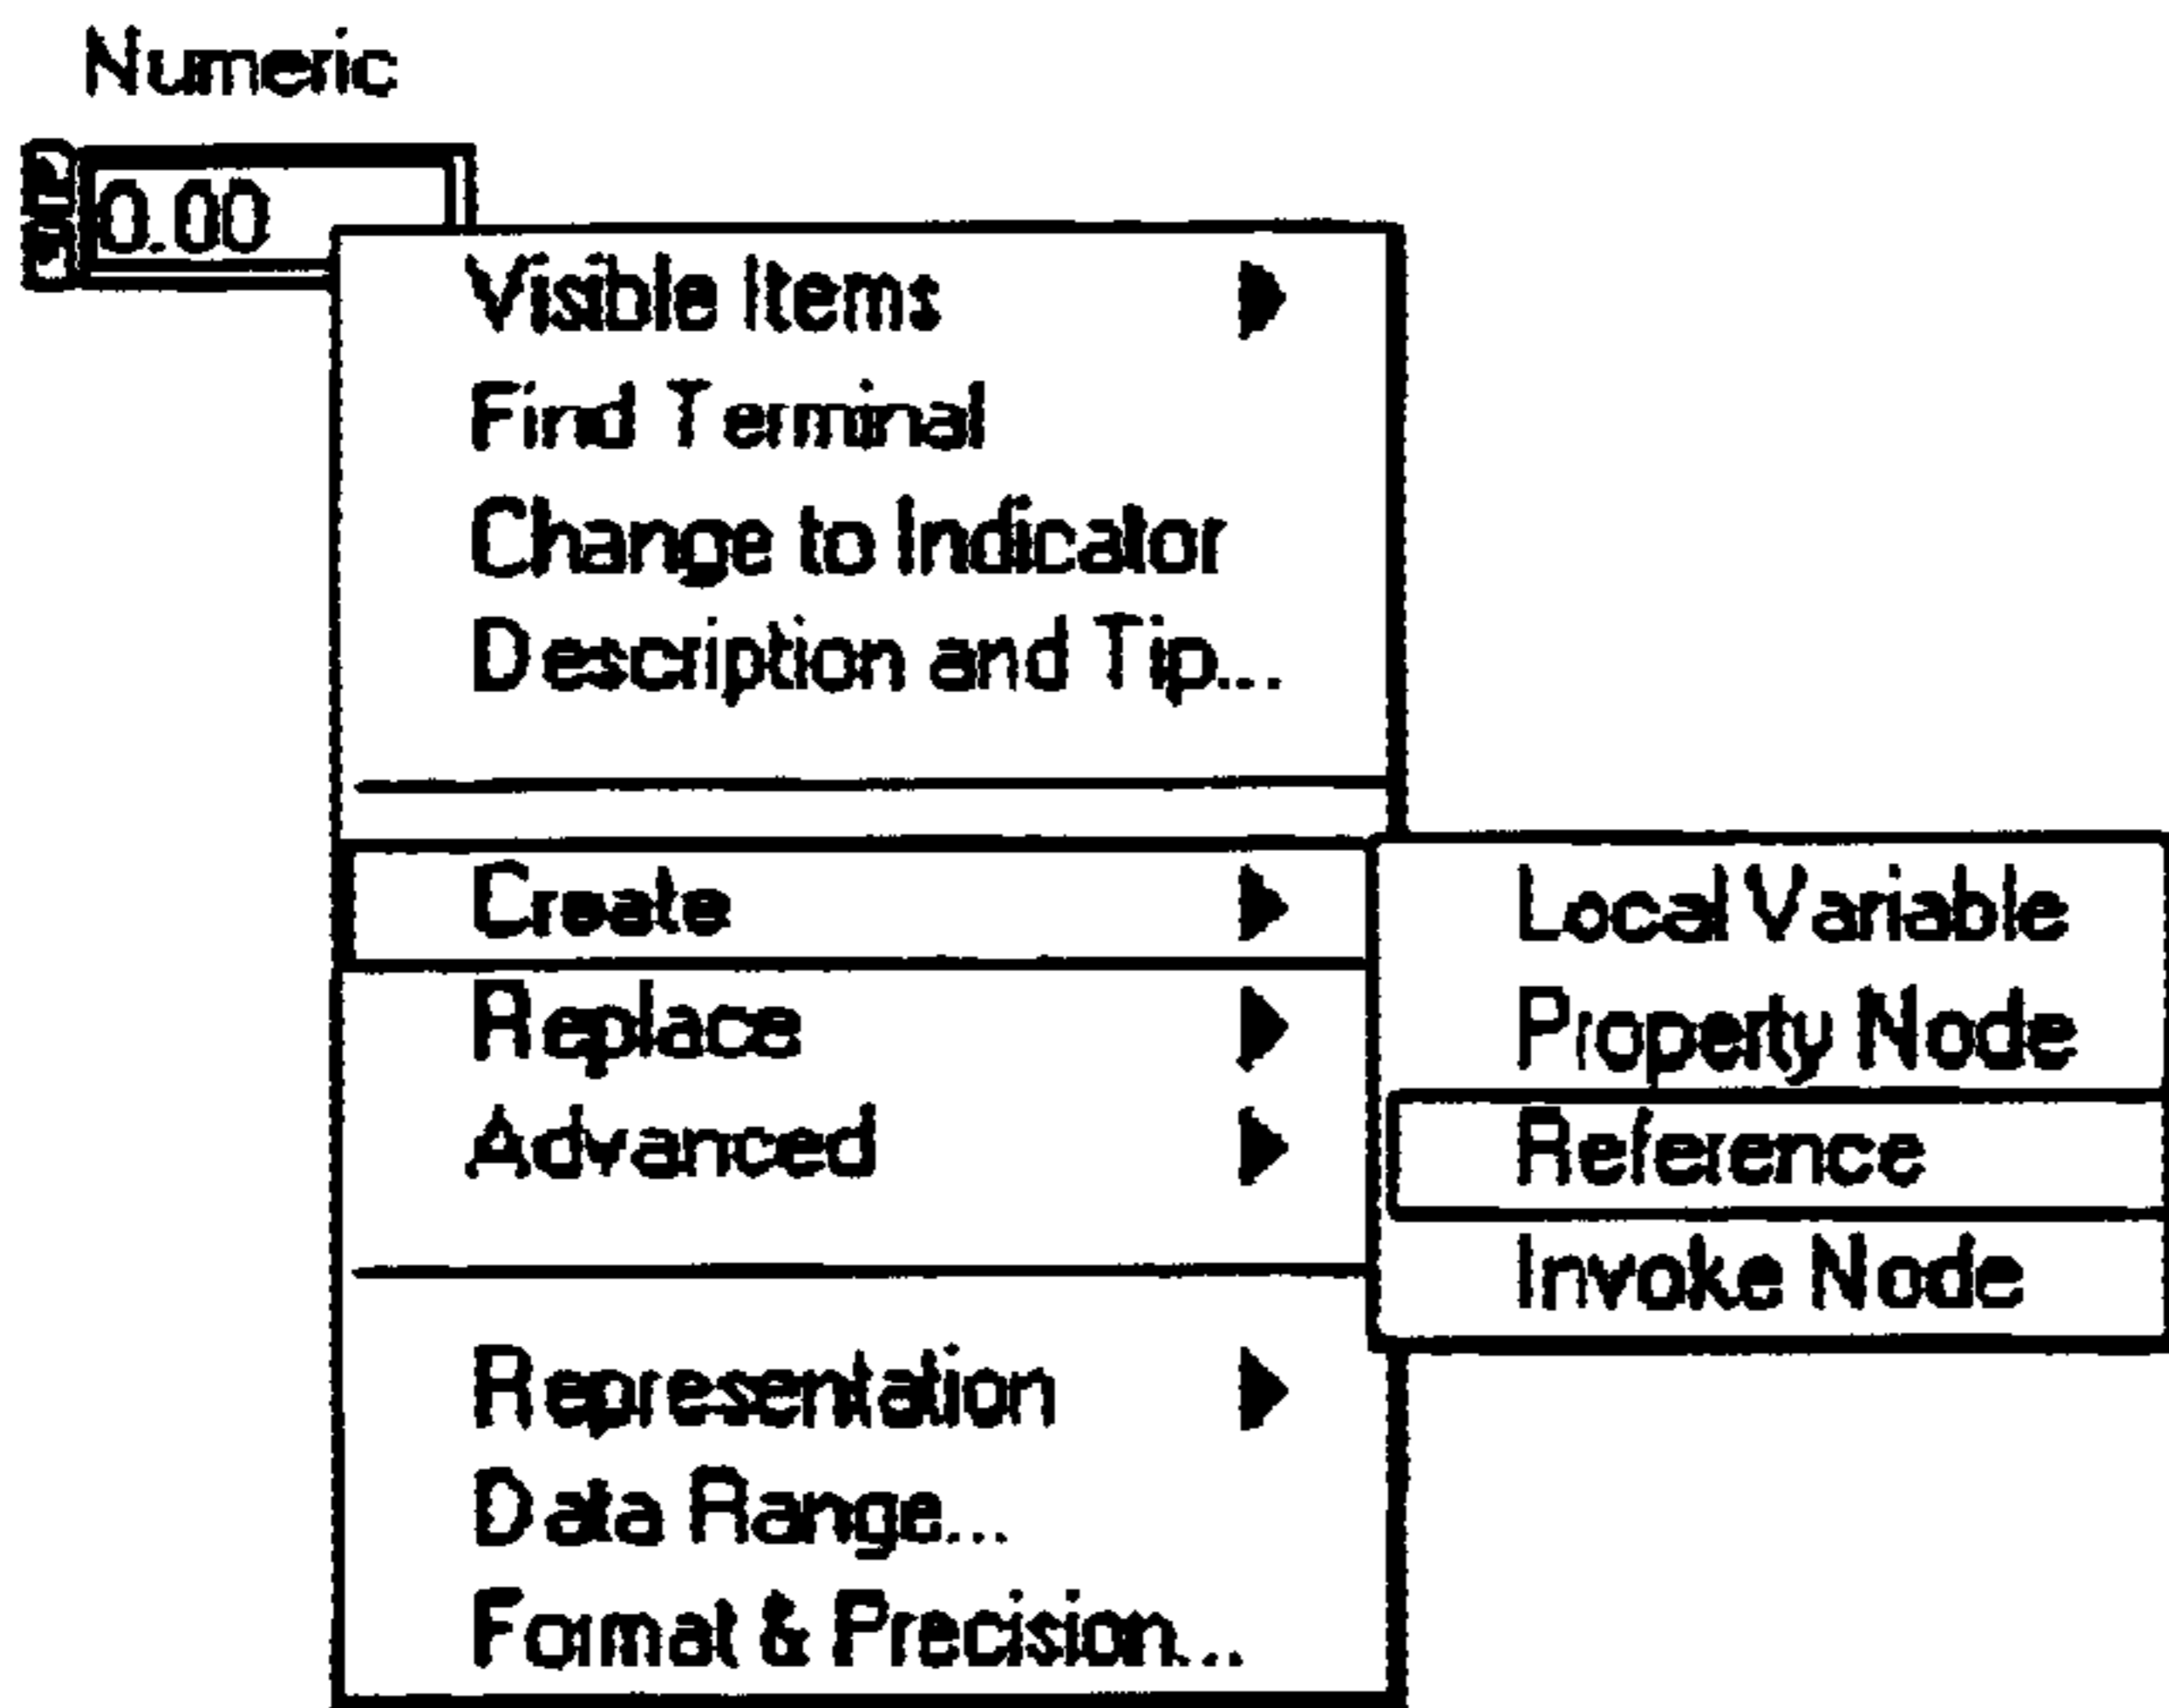 Numeric
0.00
Visible Items
Find Terminal
Change to Indicator
Description and Tip...
Create
Replace
Advanced
Representation
Data Range...
Format & Precision...
Local Variable
Property Node
Reference
Invoke Node